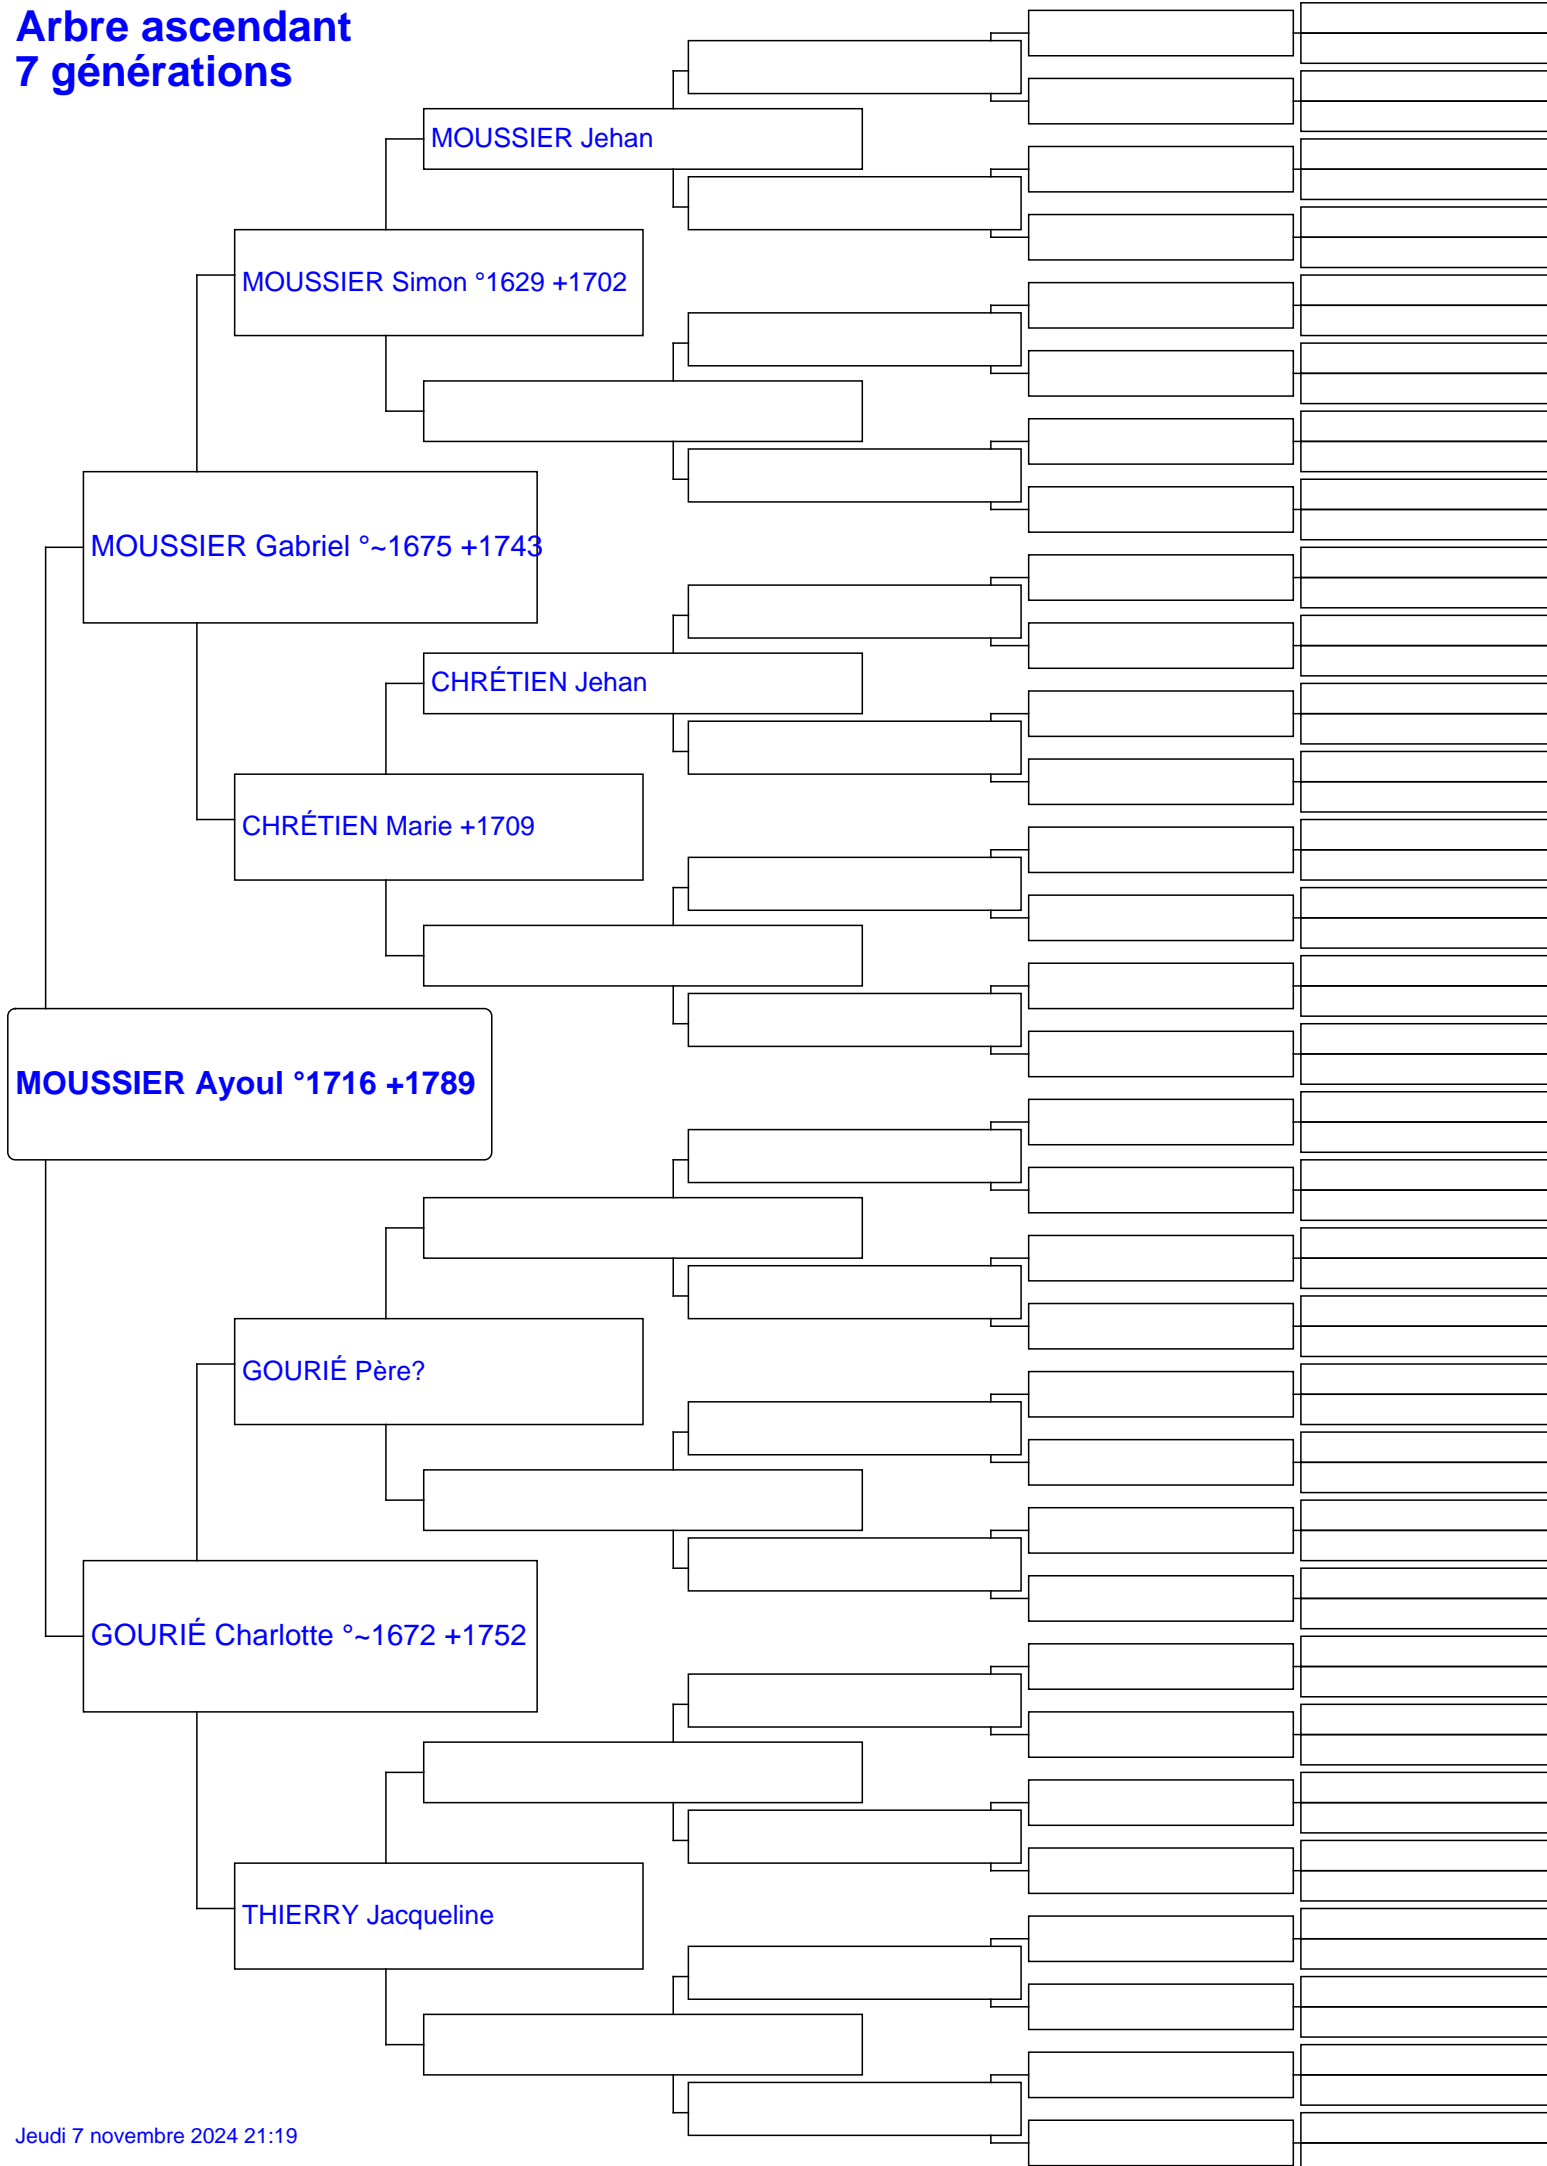 Arbre ascendant
7 générations
MOUSSIER Jehan
MOUSSIER Simon °1629 +1702
MOUSSIER Gabriel °~1675 +1743
CHRÉTIEN Jehan
CHRÉTIEN Marie +1709
MOUSSIER Ayoul °1716 +1789
GOURIÉ Père?
GOURIÉ Charlotte °~1672 +1752
THIERRY Jacqueline
Jeudi 7 novembre 2024 21:19